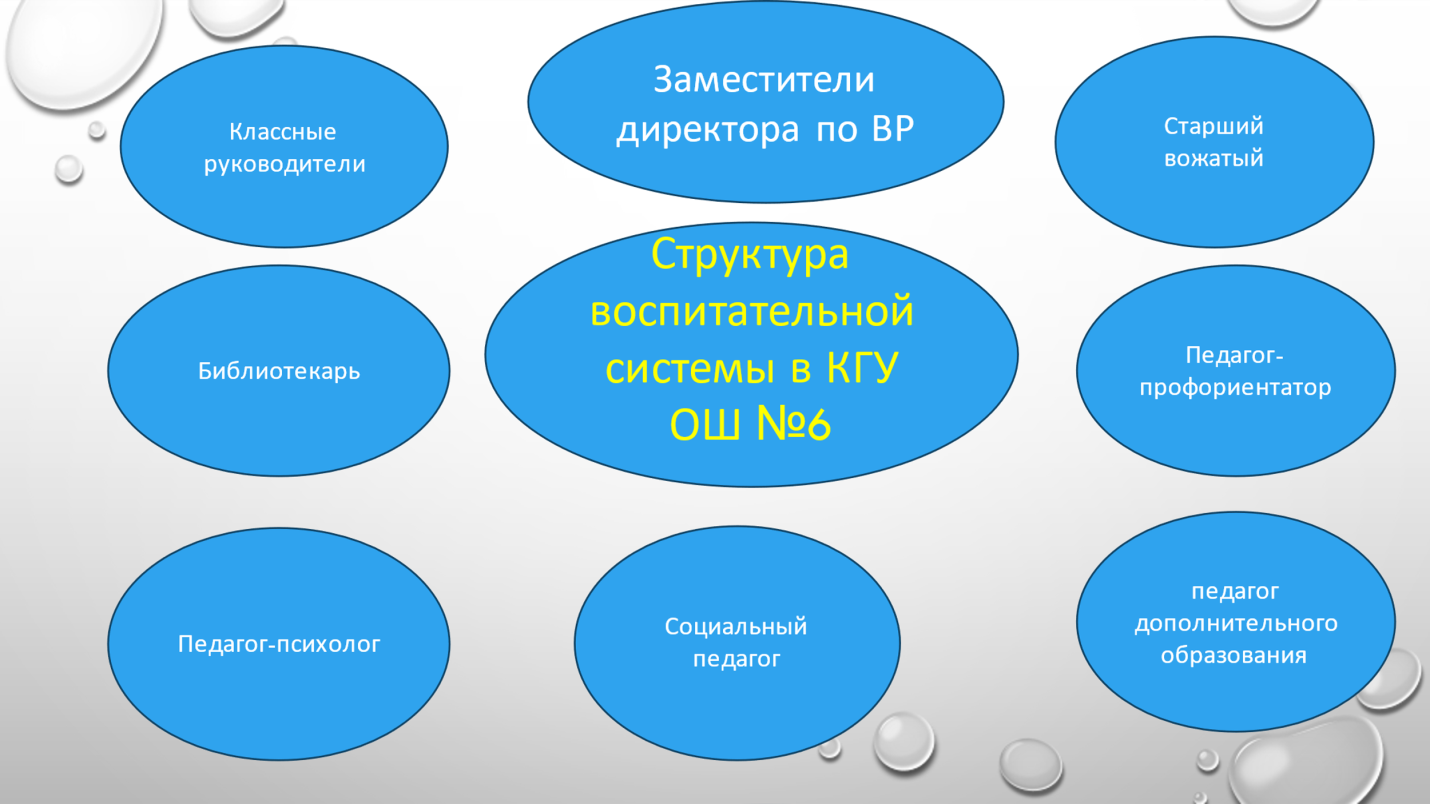 Заместители
директора по ВР
Классные
руководители
Старший
вожатый
Структура
воспитательной
системы в КГУ
ОШ №6
Библиотекарь
Педагог-
профориентатор
Педагог-психолог
Социальный
педагог
педагог
дополнительного
образования